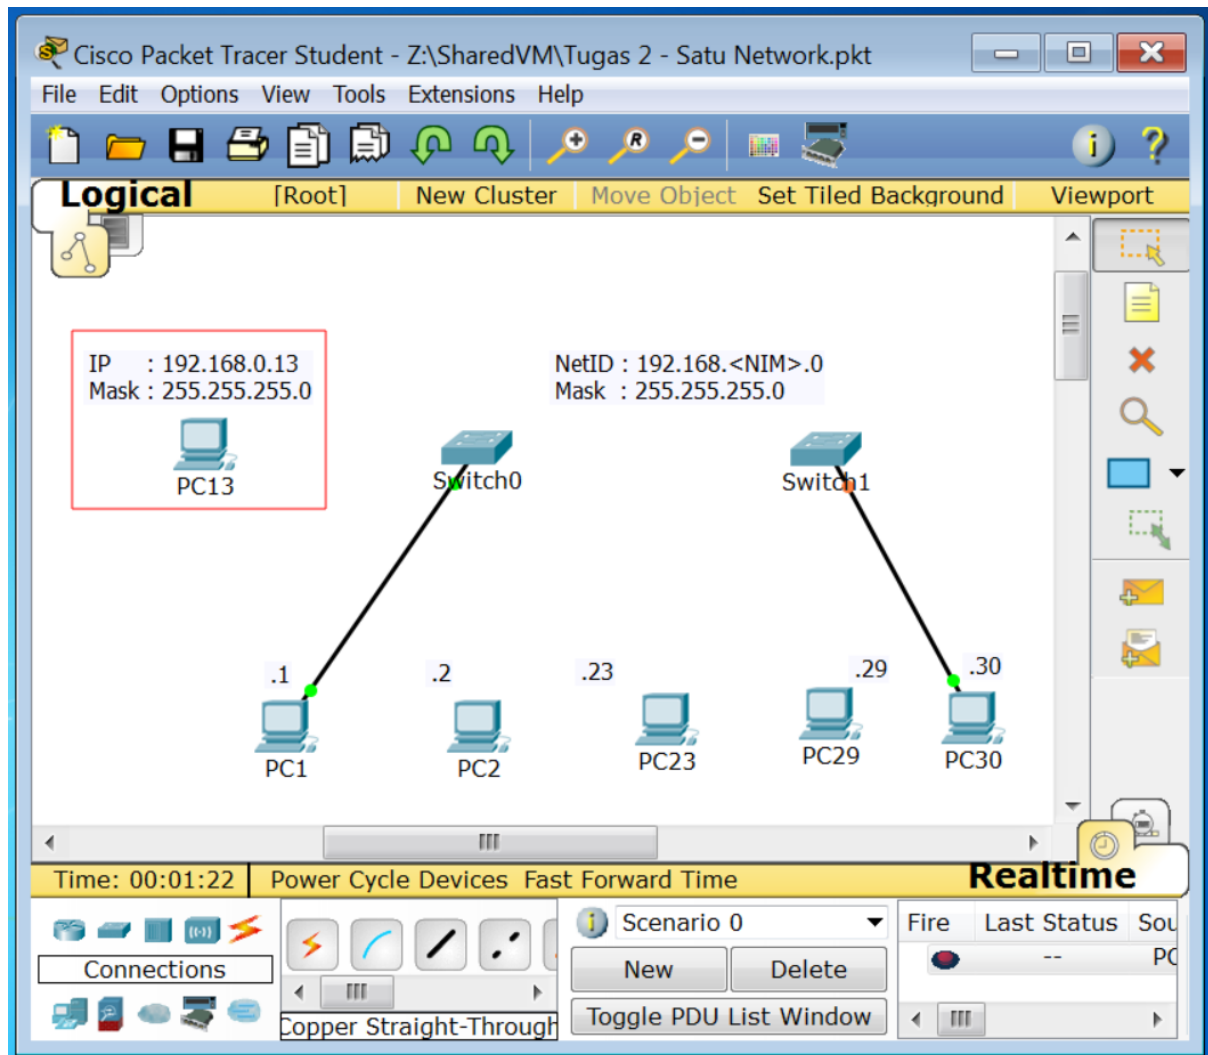 Cisco Packet Tracer Student - Z:\SharedVM\Tugas 2 - Satu Network.pkt
File Edit Options View Tools Extensions Help
Logical [Root] New Cluster Move Object Set Tiled Background Viewport
IP : 192.168.0.13
Mask : 255.255.255.0
PC13
NetID : 192.168.<NIM>.0
Mask : 255.255.255.0
Switch0
Switch1
.1
.2
.23
.29
.30
PC1
PC2
PC23
PC29
PC30
Time: 00:01:22 Power Cycle Devices Fast Forward Time Realtime
Connections
Copper Straight-Through
Scenario 0
New Delete
Toggle PDU List Window
Fire Last Status Sou
-- PC